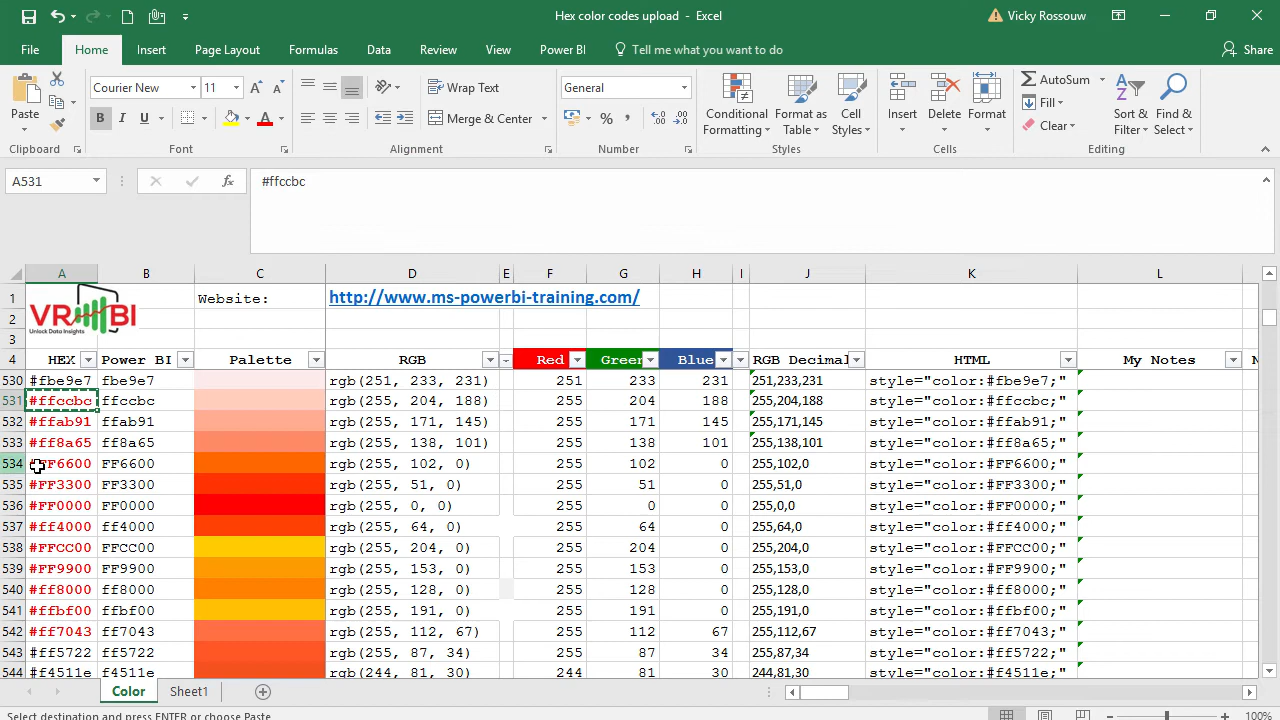 Hex color codes upload - Excel
Vicky Rossouw
File Home Insert Page Layout Formulas Data Review View Power BI Tell me what you want to do Share
Paste
Clipboard
Courier New 11
A A
B I U A
Font
Wrap Text
Merge & Center
Alignment
General
% , .0 .00 .00 .0
Number
Conditional Formatting
Format as Table
Cell Styles
Styles
Insert Delete Format
Cells
AutoSum
Fill
Clear
Sort & Filter
Find & Select
Editing
A531 fx #ffccbc
A B C D E F G H I J K L
1 VR BI Website: http://www.ms-powerbi-training.com/
Unlock Data Insights
2
3
4 HEX Power BI Palette RGB Red Green Blue RGB Decimal HTML My Notes
530 #fbe9e7 fbe9e7 rgb(251, 233, 231) 251 233 231 251,233,231 style="color:#fbe9e7;"
531 #ffccbc ffccbc rgb(255, 204, 188) 255 204 188 255,204,188 style="color:#ffccbc;"
532 #ffab91 ffab91 rgb(255, 171, 145) 255 171 145 255,171,145 style="color:#ffab91;"
533 #ff8a65 ff8a65 rgb(255, 138, 101) 255 138 101 255,138,101 style="color:#ff8a65;"
534 #FF6600 FF6600 rgb(255, 102, 0) 255 102 0 255,102,0 style="color:#FF6600;"
535 #FF3300 FF3300 rgb(255, 51, 0) 255 51 0 255,51,0 style="color:#FF3300;"
536 #FF0000 FF0000 rgb(255, 0, 0) 255 0 0 255,0,0 style="color:#FF0000;"
537 #ff4000 ff4000 rgb(255, 64, 0) 255 64 0 255,64,0 style="color:#ff4000;"
538 #FFCC00 FFCC00 rgb(255, 204, 0) 255 204 0 255,204,0 style="color:#FFCC00;"
539 #FF9900 FF9900 rgb(255, 153, 0) 255 153 0 255,153,0 style="color:#FF9900;"
540 #ff8000 ff8000 rgb(255, 128, 0) 255 128 0 255,128,0 style="color:#ff8000;"
541 #ffbf00 ffbf00 rgb(255, 191, 0) 255 191 0 255,191,0 style="color:#ffbf00;"
542 #ff7043 ff7043 rgb(255, 112, 67) 255 112 67 255,112,67 style="color:#ff7043;"
543 #ff5722 ff5722 rgb(255, 87, 34) 255 87 34 255,87,34 style="color:#ff5722;"
544 #f4511e f4511e rgb(244, 81, 30) 244 81 30 244,81,30 style="color:#f4511e;"
Color Sheet1
Select destination and press ENTER or choose Paste 100%